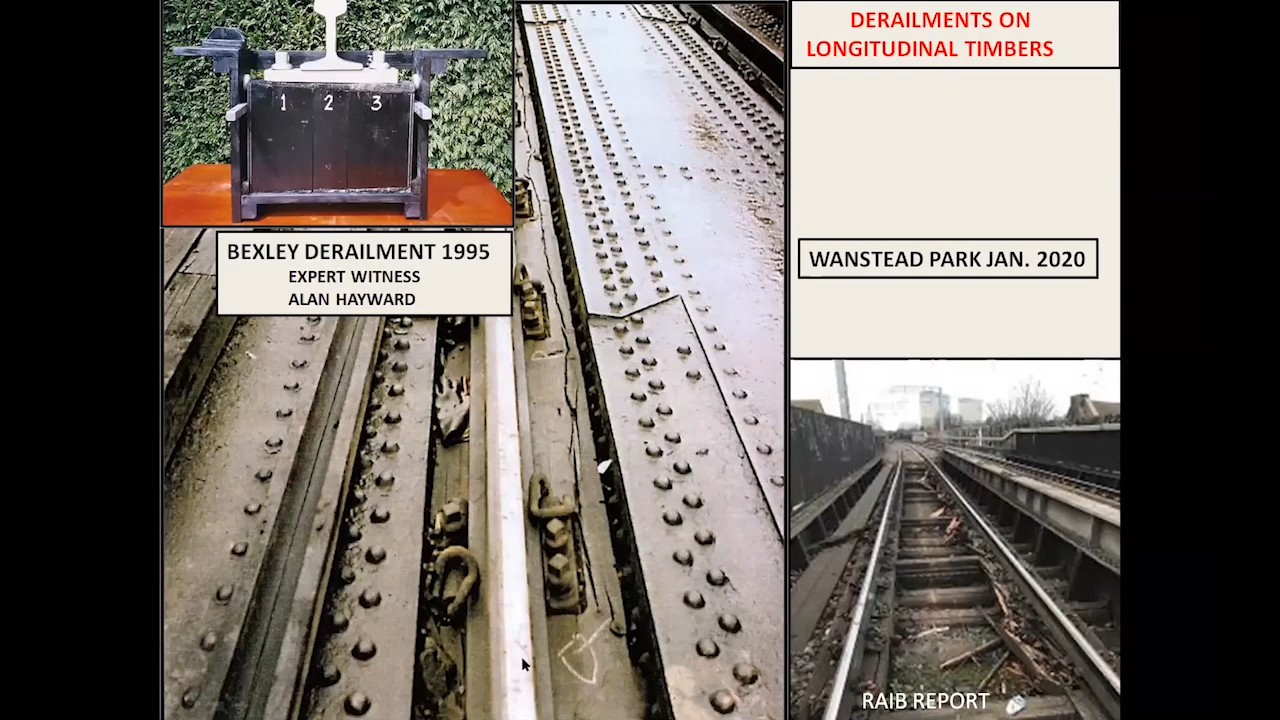 1 2 3
BEXLEY DERAILMENT 1995
EXPERT WITNESS
ALAN HAYWARD
DERAILMENTS ON
LONGITUDINAL TIMBERS
WANSTEAD PARK JAN. 2020
RAIB REPORT